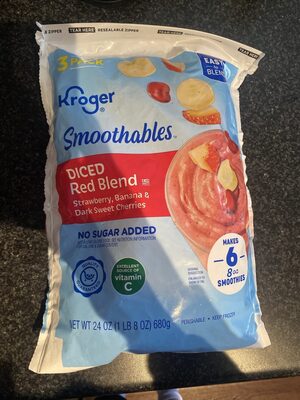 TEAR HERE RESEALABLE ZIPPER TEAR HERE
3 PACK
EASY
BLEND
Kroger
Smoothables
DICED
Red Blend
Strawberry, Banana &
Dark Sweet Cherries
NO SUGAR ADDED
EXCELLENT
SOURCE OF
vitamin
C
MAKES
6
8 oz
SMOOTHIES
NET WT 24 OZ (1 LB 8 OZ) 680g
PERISHABLE • KEEP FROZEN